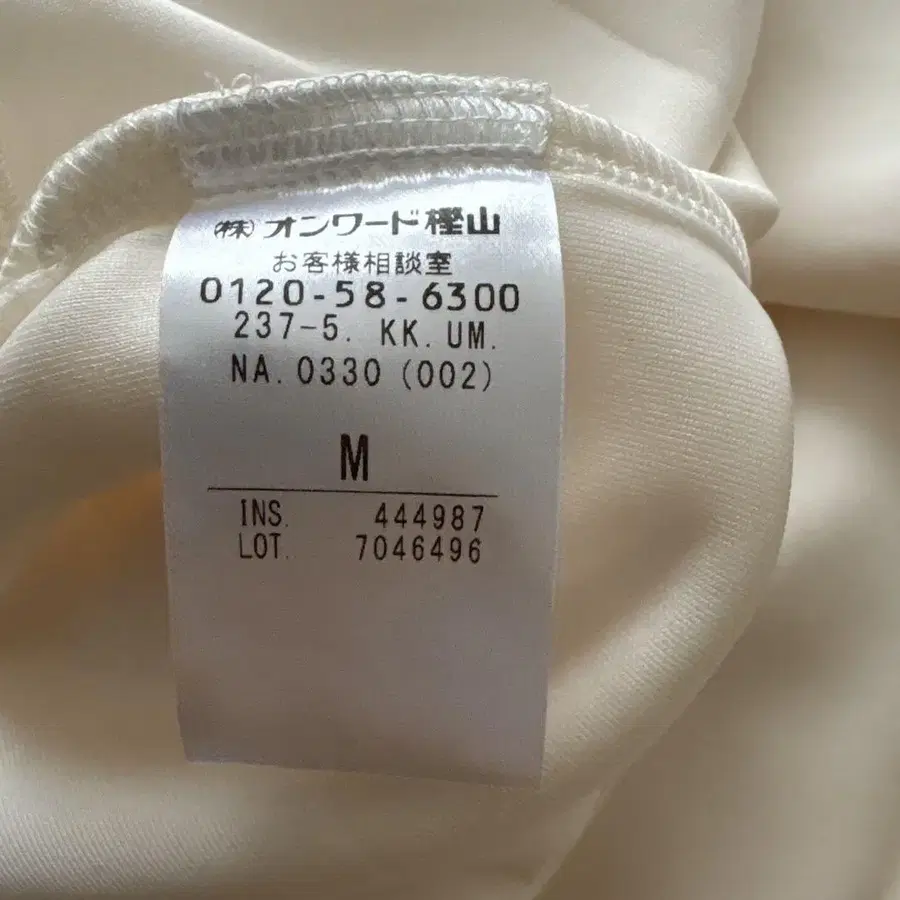 (株)オンワード樫山
お客様相談室
0120-58-6300
237-5. KK. UM.
NA. 0330 (002)
M
INS. 444987
LOT. 7046496